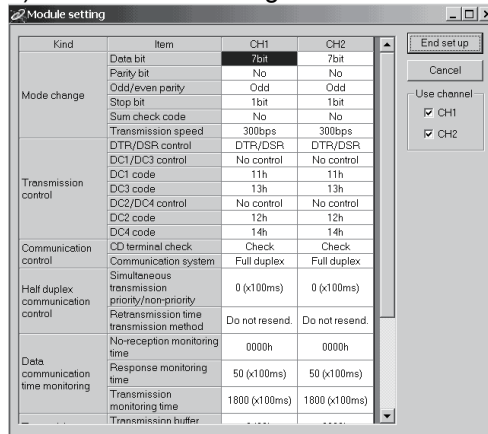 Module setting
Kind Item CH1 CH2
Mode change
Data bit 7bit 7bit
Parity bit No No
Odd/even parity Odd Odd
Stop bit 1bit 1bit
Sum check code No No
Transmission speed 300bps 300bps
Transmission
control
DTR/DSR control DTR/DSR DTR/DSR
DC1/DC3 control No control No control
DC1 code 11h 11h
DC3 code 13h 13h
DC2/DC4 control No control No control
DC2 code 12h 12h
DC4 code 14h 14h
Communication
control
CD terminal check Check Check
Communication system Full duplex Full duplex
Half duplex
communication
control
Simultaneous
transmission
priority/non-priority
0 (x100ms) 0 (x100ms)
Retransmission time
transmission method
Do not resend. Do not resend.
Data
communication
time monitoring
No-reception monitoring
time
0000h 0000h
Response monitoring
time
50 (x100ms) 50 (x100ms)
Transmission
monitoring time
1800 (x100ms) 1800 (x100ms)
Transmission buffer
End set up
Cancel
Use channel
CH1
CH2